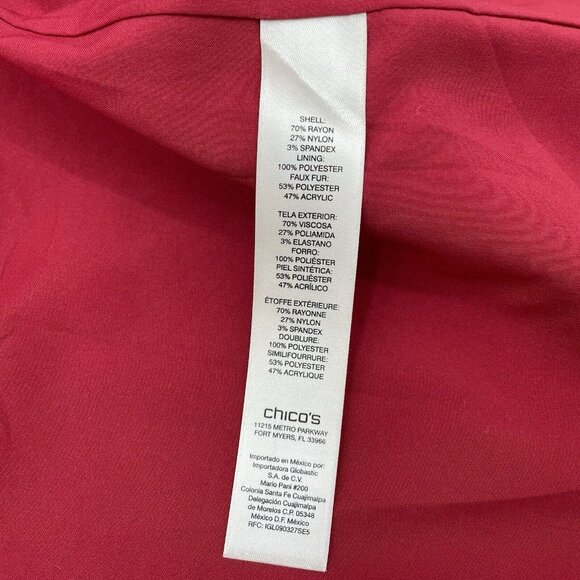 SHELL:
70% RAYON
27% NYLON
3% SPANDEX
LINING:
100% POLYESTER
FAUX FUR:
53% POLYESTER
47% ACRYLIC
TELA EXTERIOR:
70% VISCOSA
27% POLIAMIDA
3% ELASTANO
FORRO:
100% POLIÉSTER
PIEL SINTÉTICA:
53% POLIÉSTER
47% ACRÍLICO
ÉTOFFE EXTÉRIEURE:
70% RAYONNE
27% NYLON
3% SPANDEX
DOUBLURE:
100% POLYESTER
SIMILIFOURRURE:
53% POLYESTER
47% ACRYLIQUE
chico's
11215 METRO PARKWAY
FORT MYERS, FL 33966
Importado en México por:
Importadora Globastic
S.A. de C.V.
Mario Pani #200
Colonia Santa Fe Cuajimalpa
Delegación Cuajimalpa
de Morelos C.P. 05348
México D.F. México
RFC: IGL090327SE5